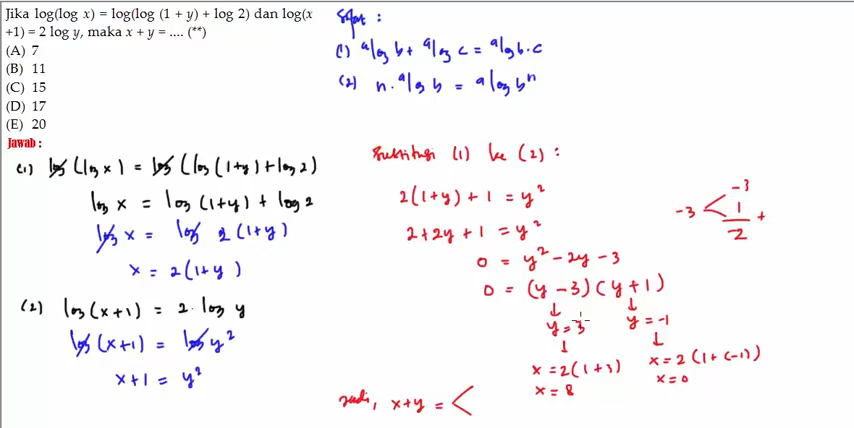 Jika log(log x) = log(log (1 + y) + log 2) dan log(x
+1) = 2 log y, maka x + y = .... (**)
(A) 7
(B) 11
(C) 15
(D) 17
(E) 20
Jawab :
(1) log (log x) = log (log (1+y) + log 2)
log x = log (1+y) + log 2
log x = log 2 (1+y)
x = 2(1+y)
(2) log (x+1) = 2. log y
log (x+1) = log y²
x+1 = y²
Sifat :
(1) ᵃlog b + ᵃlog c = ᵃlog b.c
(2) n. ᵃlog b = ᵃlog bⁿ
Substitusi (1) ke (2) :
2(1+y) + 1 = y²
2+2y +1 = y²
0 = y² - 2y - 3
0 = (y - 3)(y + 1)
y = 3 y = -1
x = 2(1+3) x = 2(1+(-1))
x = 8 x = 0
-3 < -3
1 +
2
Jadi, x+y = <